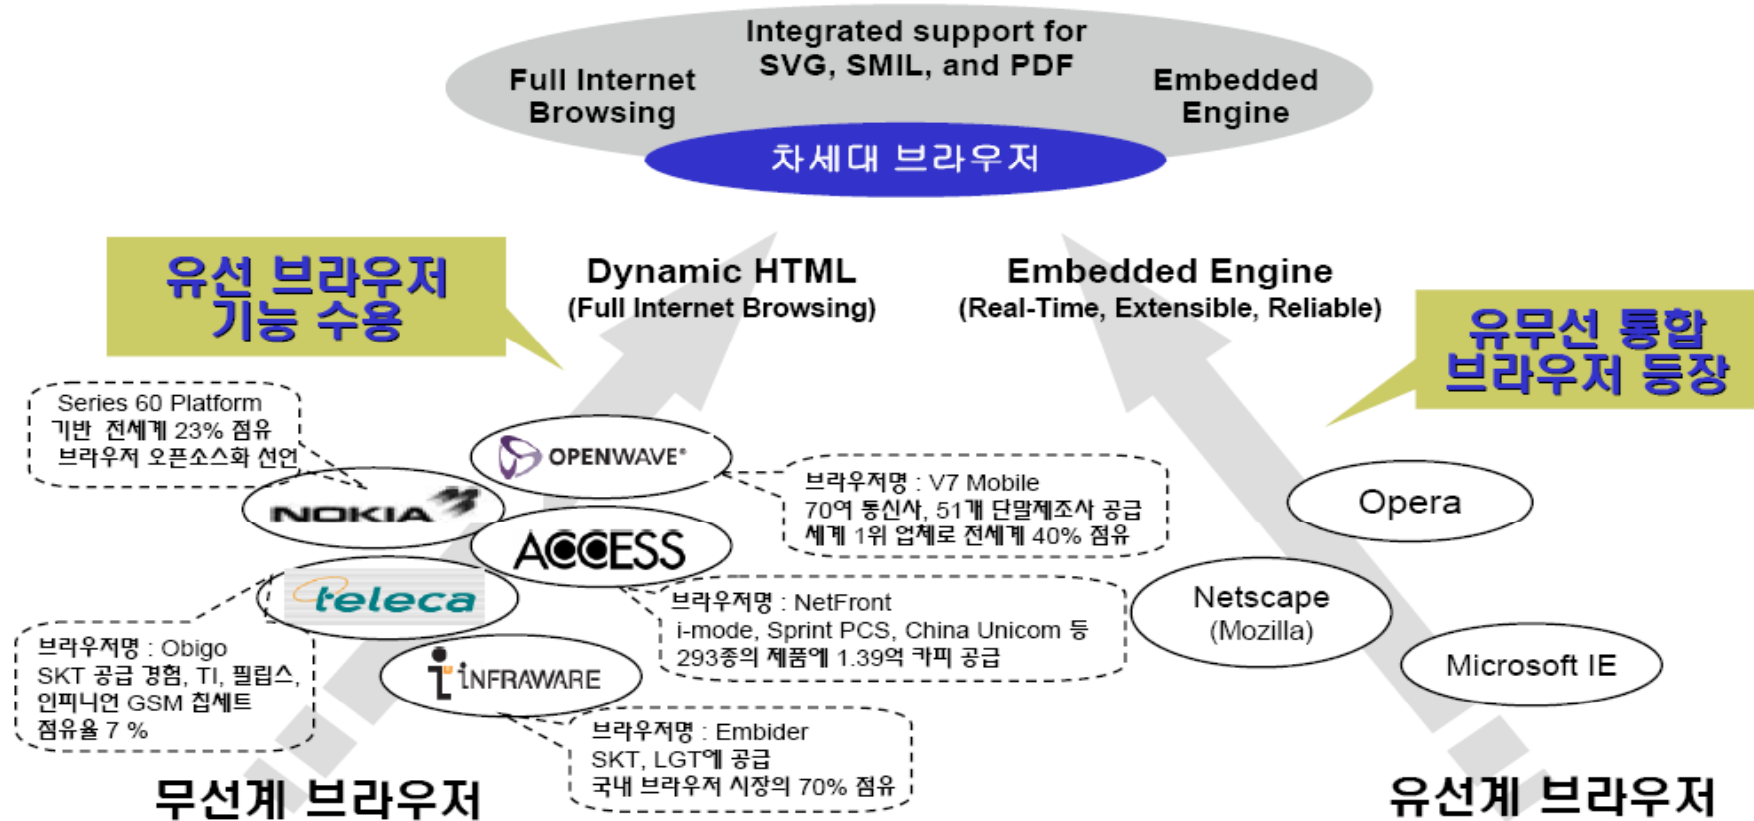 Integrated support for
SVG, SMIL, and PDF
Full Internet
Browsing
Embedded
Engine
차세대 브라우저
유선 브라우저
기능 수용
Dynamic HTML
(Full Internet Browsing)
Embedded Engine
(Real-Time, Extensible, Reliable)
유무선 통합
브라우저 등장
Series 60 Platform
기반 전세계 23% 점유
브라우저 오픈소스화 선언
NOKIA
OPENWAVE®
브라우저명 : V7 Mobile
70여 통신사, 51개 단말제조사 공급
세계 1위 업체로 전세계 40% 점유
ACCESS
브라우저명 : NetFront
i-mode, Sprint PCS, China Unicom 등
293종의 제품에 1.39억 카피 공급
teleca
브라우저명 : Obigo
SKT 공급 경험, TI, 필립스,
인피니언 GSM 칩세트
점유율 7 %
INFRAWARE
브라우저명 : Embider
SKT, LGT에 공급
국내 브라우저 시장의 70% 점유
Opera
Netscape
(Mozilla)
Microsoft IE
무선계 브라우저
유선계 브라우저